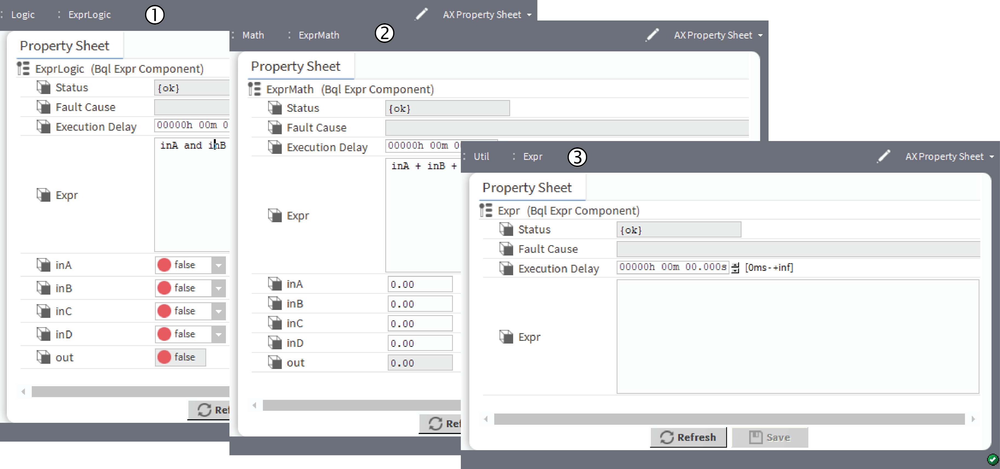 : Logic : ExprLogic ① AX Property Sheet
Property Sheet
ExprLogic (Bql Expr Component)
Status {ok}
Fault Cause
Execution Delay 00000h 00m 0
Expr inA and inB
inA false
inB false
inC false
inD false
out false
: Math : ExprMath ② AX Property Sheet
Property Sheet
ExprMath (Bql Expr Component)
Status {ok}
Fault Cause
Execution Delay 00000h 00m 0
Expr inA + inB +
inA 0.00
inB 0.00
inC 0.00
inD 0.00
out 0.00
: Util : Expr ③ AX Property Sheet
Property Sheet
Expr (Bql Expr Component)
Status {ok}
Fault Cause
Execution Delay 00000h 00m 00.000s [0ms-+inf]
Expr
Refresh Save